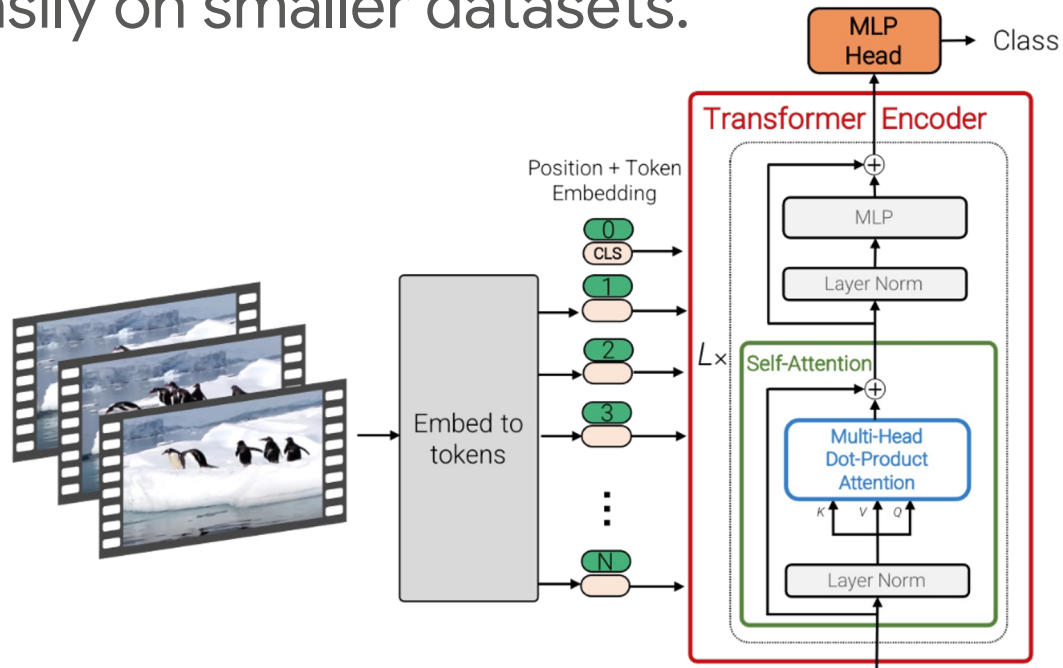 asily on smaller datasets.
MLP
Head
Class
Transformer Encoder
Position + Token
Embedding
0
CLS
1
2
3
N
Embed to
tokens
L×
MLP
Layer Norm
Self-Attention
Multi-Head
Dot-Product
Attention
K V Q
Layer Norm